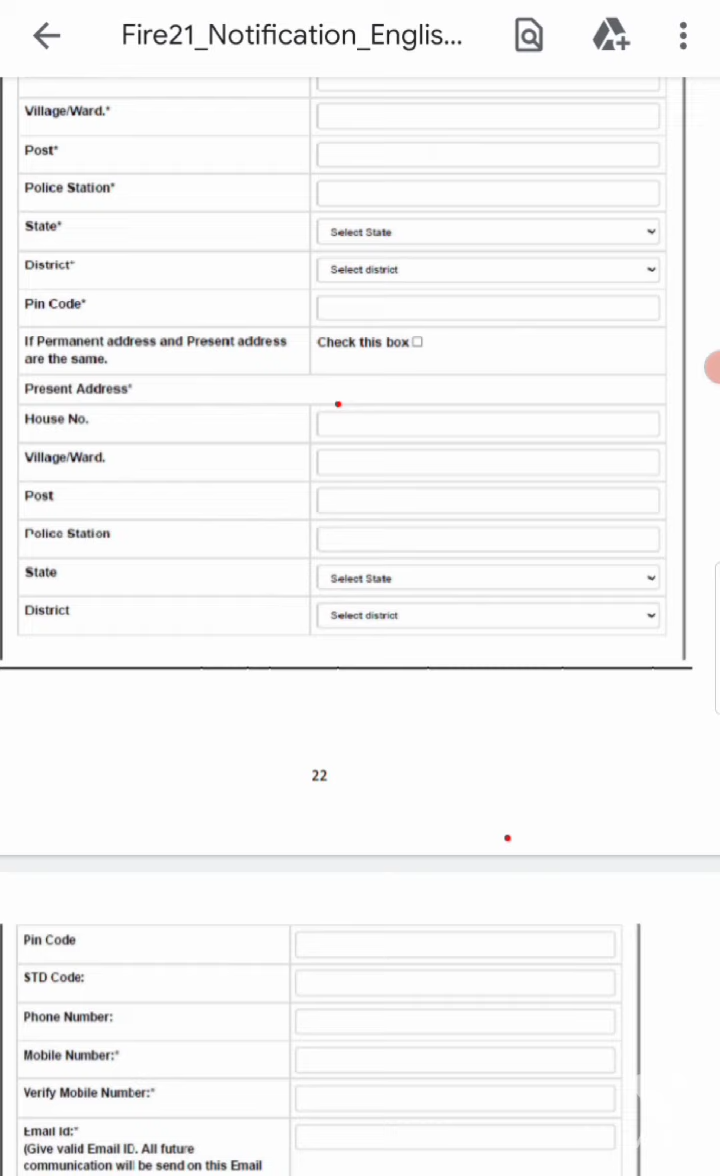 Fire21_Notification_Englis...
Village/Ward.*
Post*
Police Station*
State* Select State
District* Select district
Pin Code*
If Permanent address and Present address Check this box
are the same.
Present Address*
House No.
Village/Ward.
Post
Police Station
State Select State
District Select district
22
Pin Code
STD Code:
Phone Number:
Mobile Number:*
Verify Mobile Number:*
Email Id:*
(Give valid Email ID. All future
communication will be send on this Email